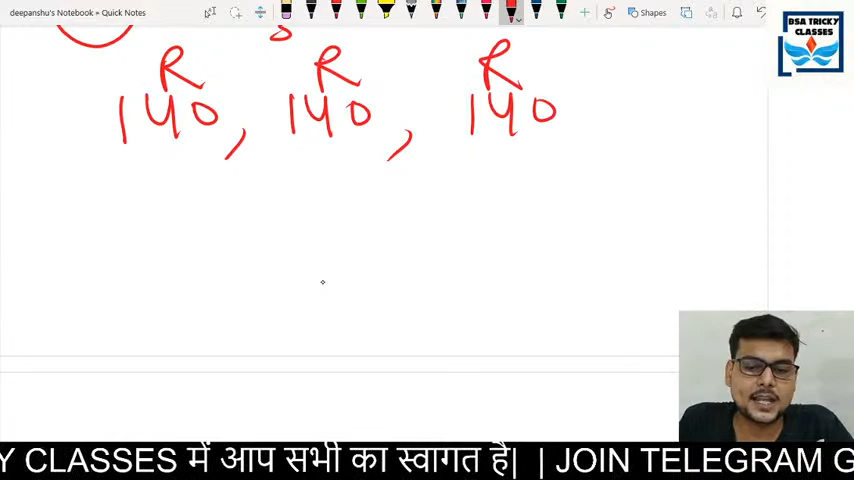 deepanshu's Notebook » Quick Notes
Shapes
BSA TRICKY
CLASSES
R R R
140, 140, 140
Y CLASSES में आप सभी का स्वागत है| | JOIN TELEGRAM G